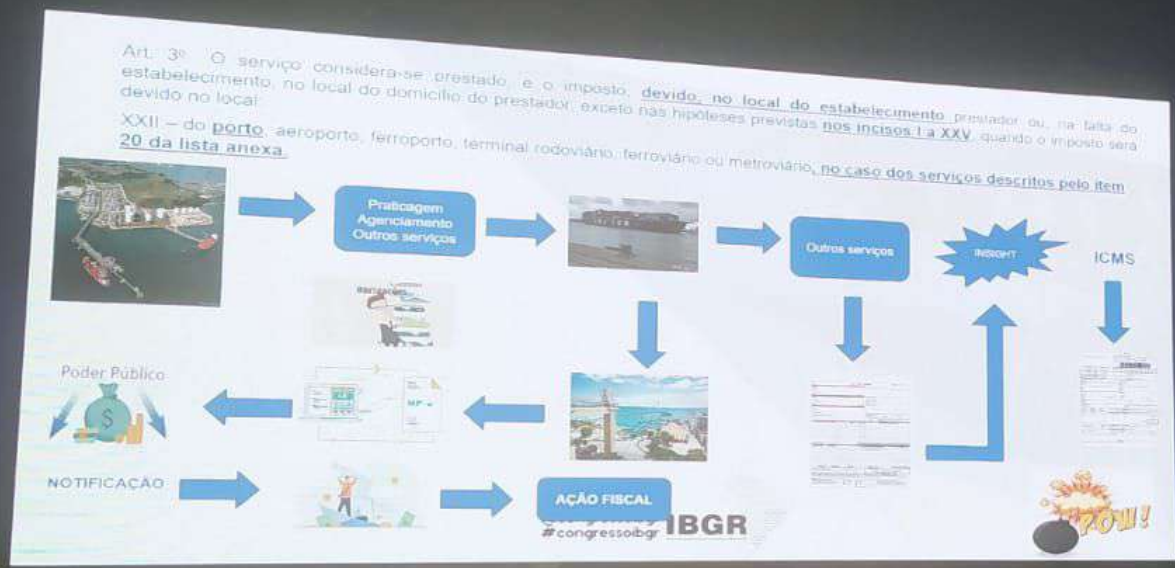 Art. 3º O serviço considera-se prestado, e o imposto, devido, no local do estabelecimento prestador ou, na falta do
estabelecimento, no local do domicílio do prestador, exceto nas hipóteses previstas nos incisos I a XXV, quando o imposto será
devido no local:
XXII – do porto, aeroporto, ferroporto, terminal rodoviário, ferroviário ou metroviário, no caso dos serviços descritos pelo item
20 da lista anexa.
Praticagem
Agenciamento
Outros serviços
Outros serviços
INSIGHT
ICMS
Poder Público
$
NF-e
NOTIFICAÇÃO
AÇÃO FISCAL
#congressoibgr
IBGR
POW!